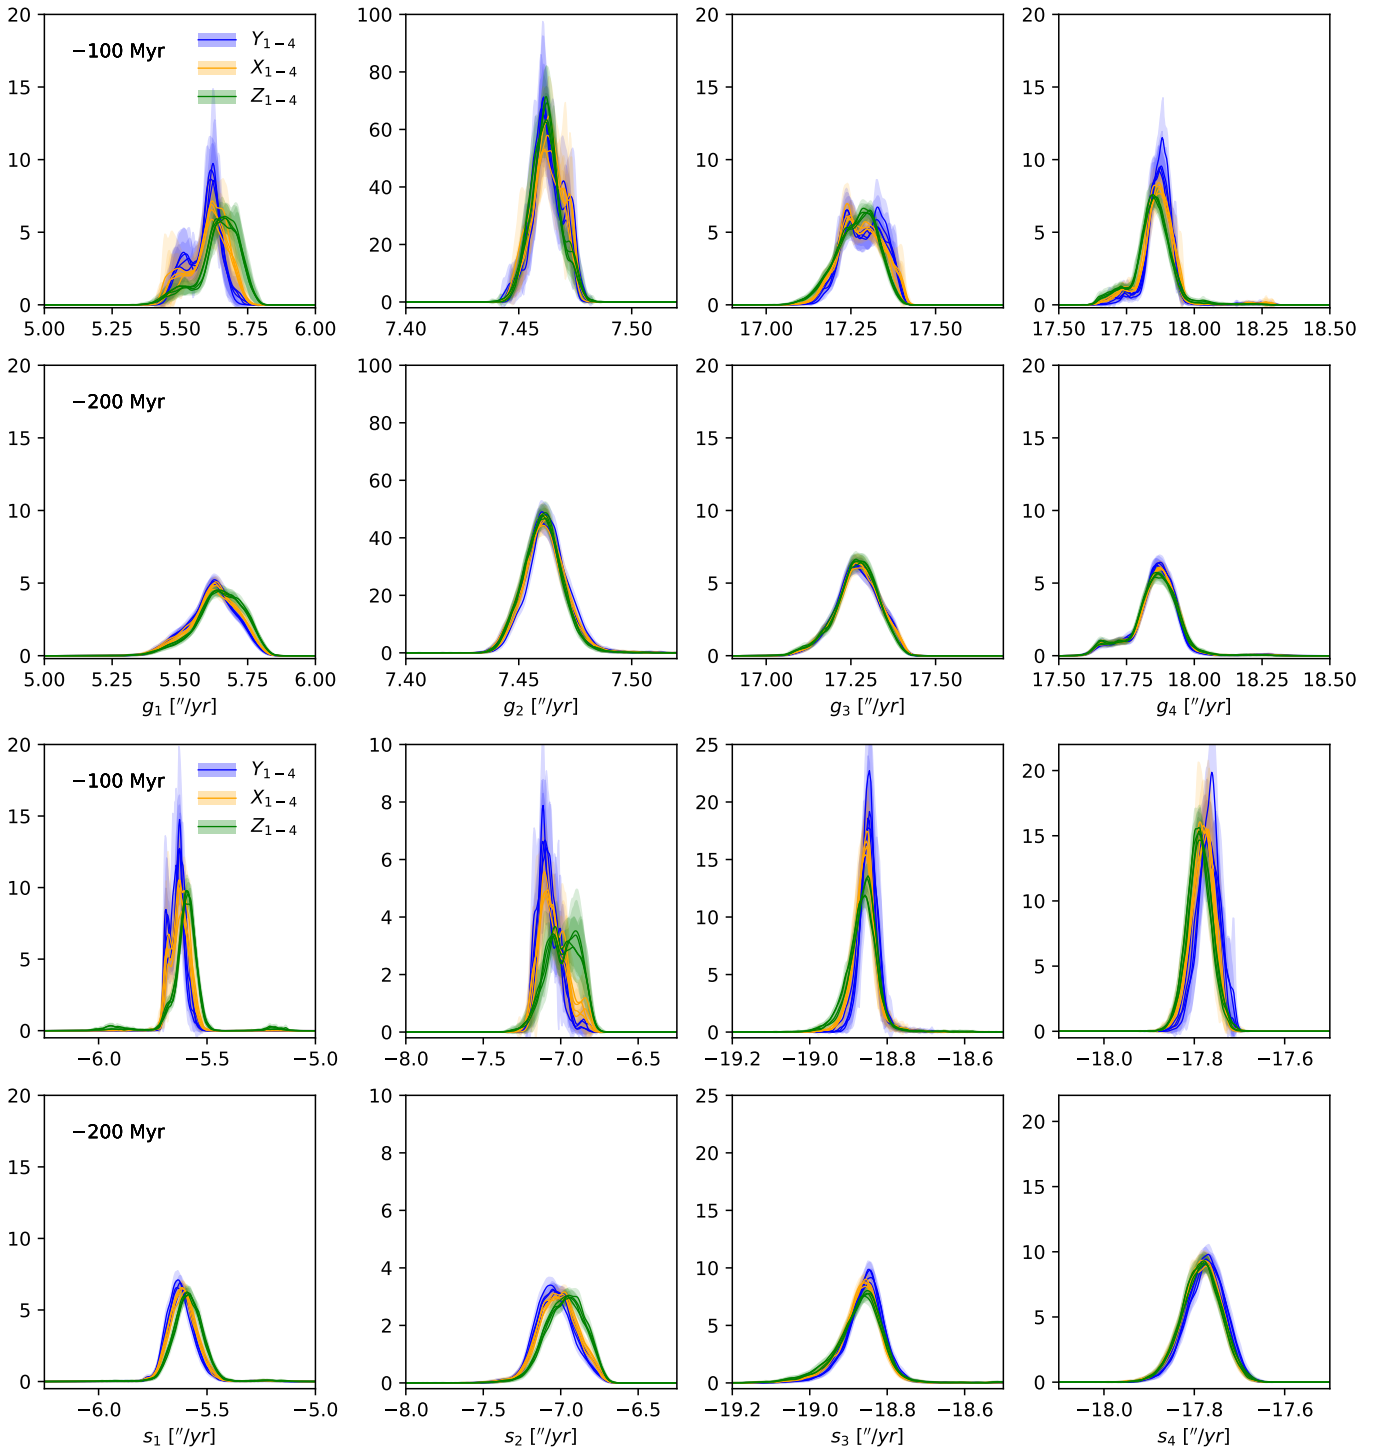 20 15 10 5 0
−100 Myr
Y₁₋₄
X₁₋₄
Z₁₋₄
5.00 5.25 5.50 5.75 6.00
100 80 60 40 20 0
7.40 7.45 7.50
20 15 10 5 0
17.00 17.25 17.50
20 15 10 5 0
17.50 17.75 18.00 18.25 18.50
20 15 10 5 0
−200 Myr
5.00 5.25 5.50 5.75 6.00
g₁ [″/yr]
100 80 60 40 20 0
7.40 7.45 7.50
g₂ [″/yr]
20 15 10 5 0
17.00 17.25 17.50
g₃ [″/yr]
20 15 10 5 0
17.50 17.75 18.00 18.25 18.50
g₄ [″/yr]
20 15 10 5 0
−100 Myr
Y₁₋₄
X₁₋₄
Z₁₋₄
−6.0 −5.5 −5.0
10 8 6 4 2 0
−8.0 −7.5 −7.0 −6.5
25 20 15 10 5 0
−19.2 −19.0 −18.8 −18.6
20 15 10 5 0
−18.0 −17.8 −17.6
20 15 10 5 0
−200 Myr
−6.0 −5.5 −5.0
s₁ [″/yr]
10 8 6 4 2 0
−8.0 −7.5 −7.0 −6.5
s₂ [″/yr]
25 20 15 10 5 0
−19.2 −19.0 −18.8 −18.6
s₃ [″/yr]
20 15 10 5 0
−18.0 −17.8 −17.6
s₄ [″/yr]